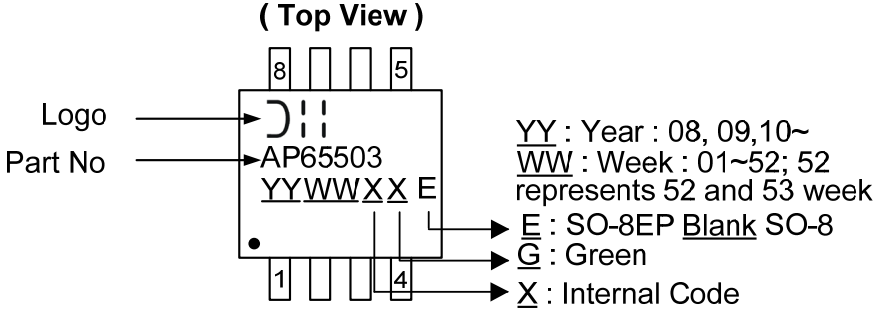 ( Top View )
8 5
Logo
AP65503
Part No
YYWWXX E
1 4
YY : Year : 08, 09,10~
WW : Week : 01~52; 52
represents 52 and 53 week
E : SO-8EP Blank SO-8
G : Green
X : Internal Code